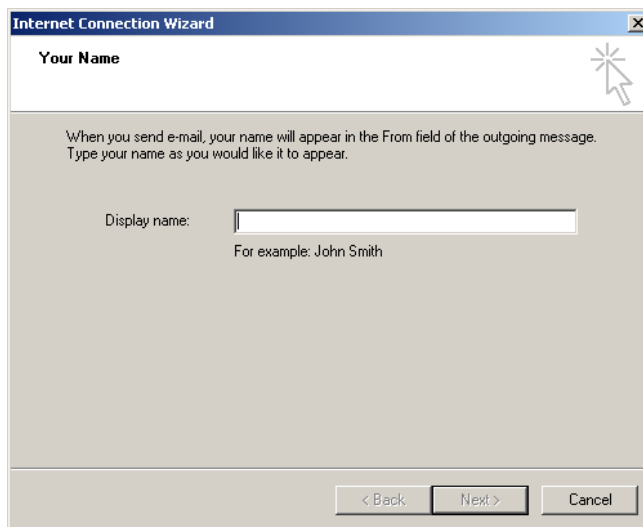 Internet Connection Wizard
Your Name
When you send e-mail, your name will appear in the From field of the outgoing message.
Type your name as you would like it to appear.
Display name:
For example: John Smith
< Back
Next >
Cancel